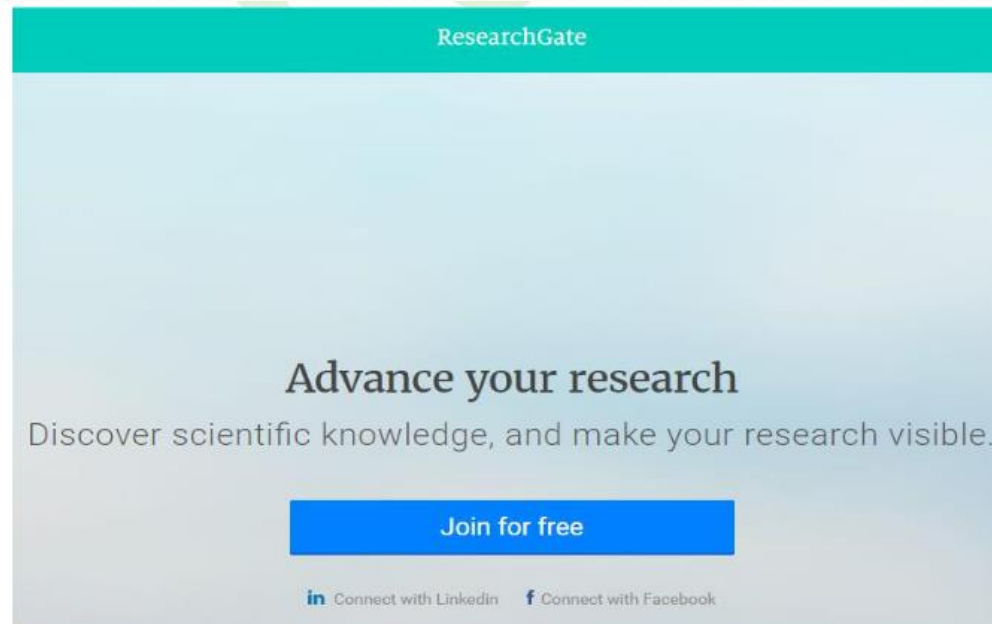 ResearchGate
Advance your research
Discover scientific knowledge, and make your research visible.
Join for free
in Connect with Linkedin f Connect with Facebook